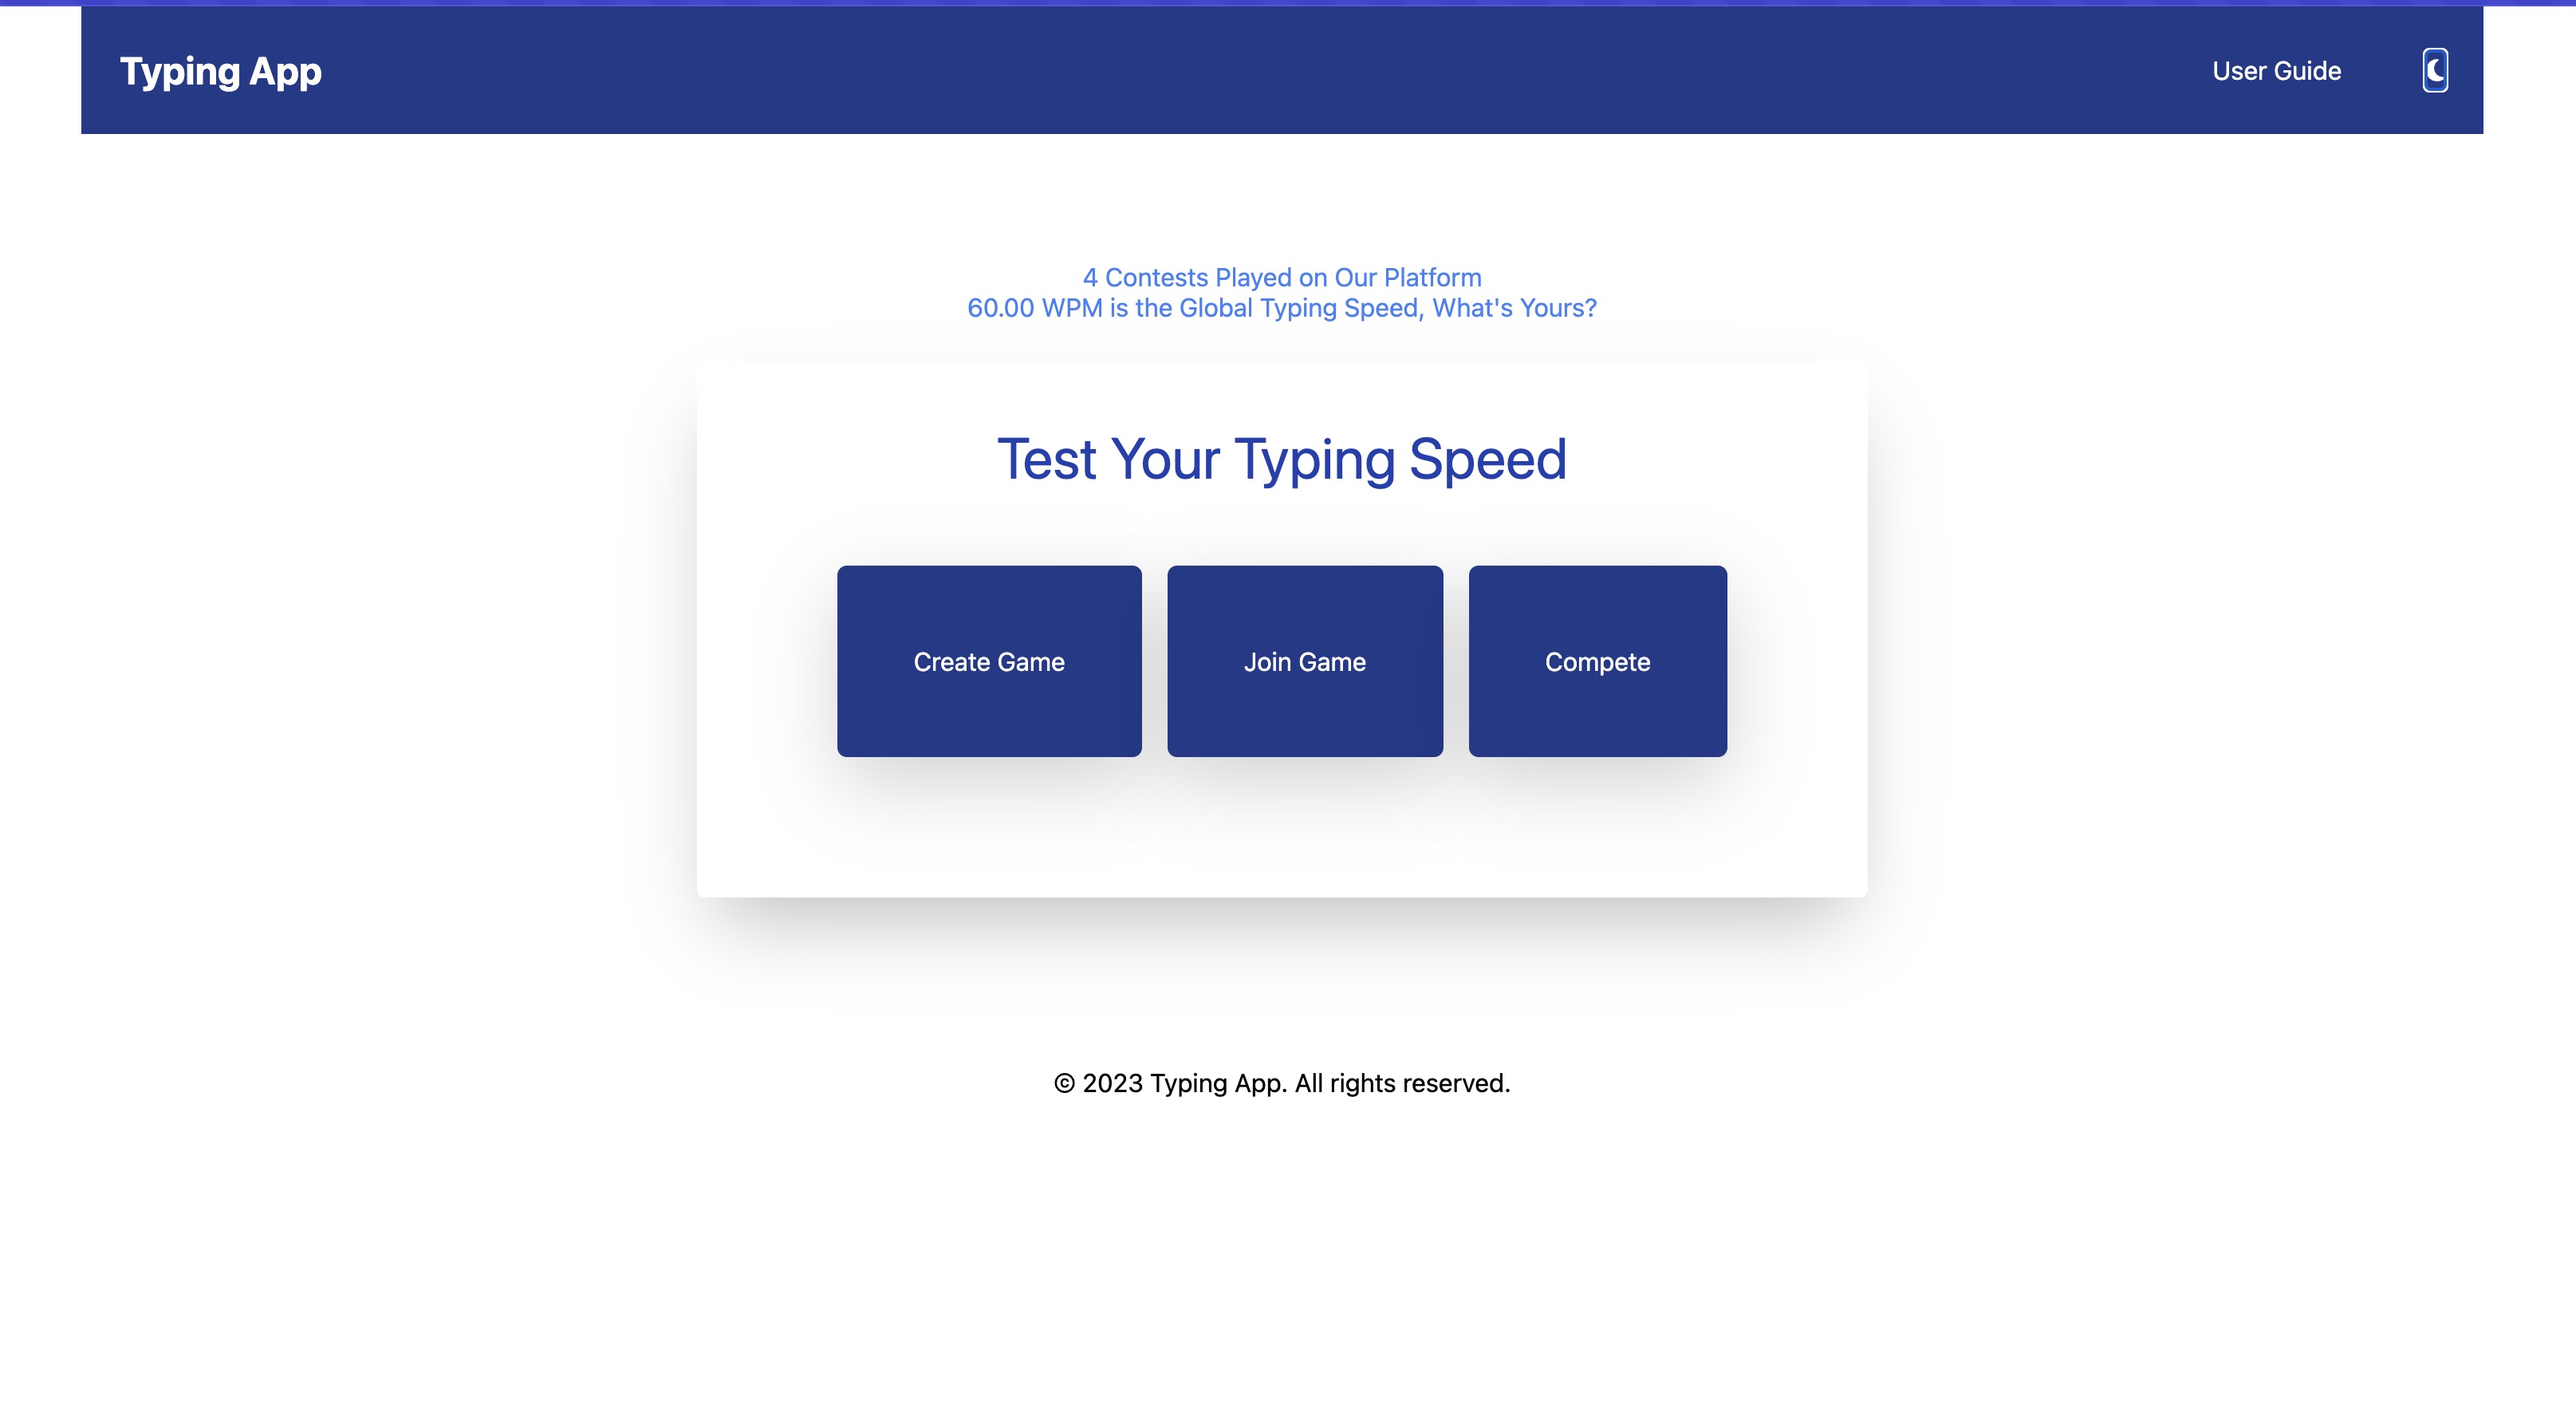 Typing App
User Guide
4 Contests Played on Our Platform
60.00 WPM is the Global Typing Speed, What's Yours?
Test Your Typing Speed
Create Game
Join Game
Compete
© 2023 Typing App. All rights reserved.